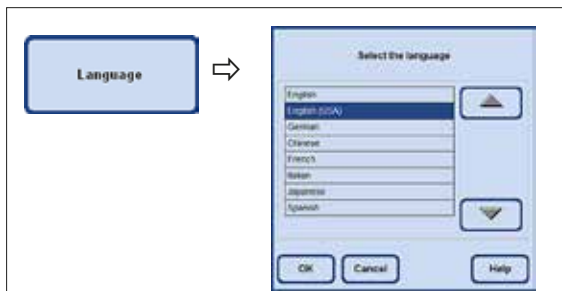 Language
Select the language
English
English (USA)
German
Chinese
French
Italian
Japanese
Spanish
OK
Cancel
Help